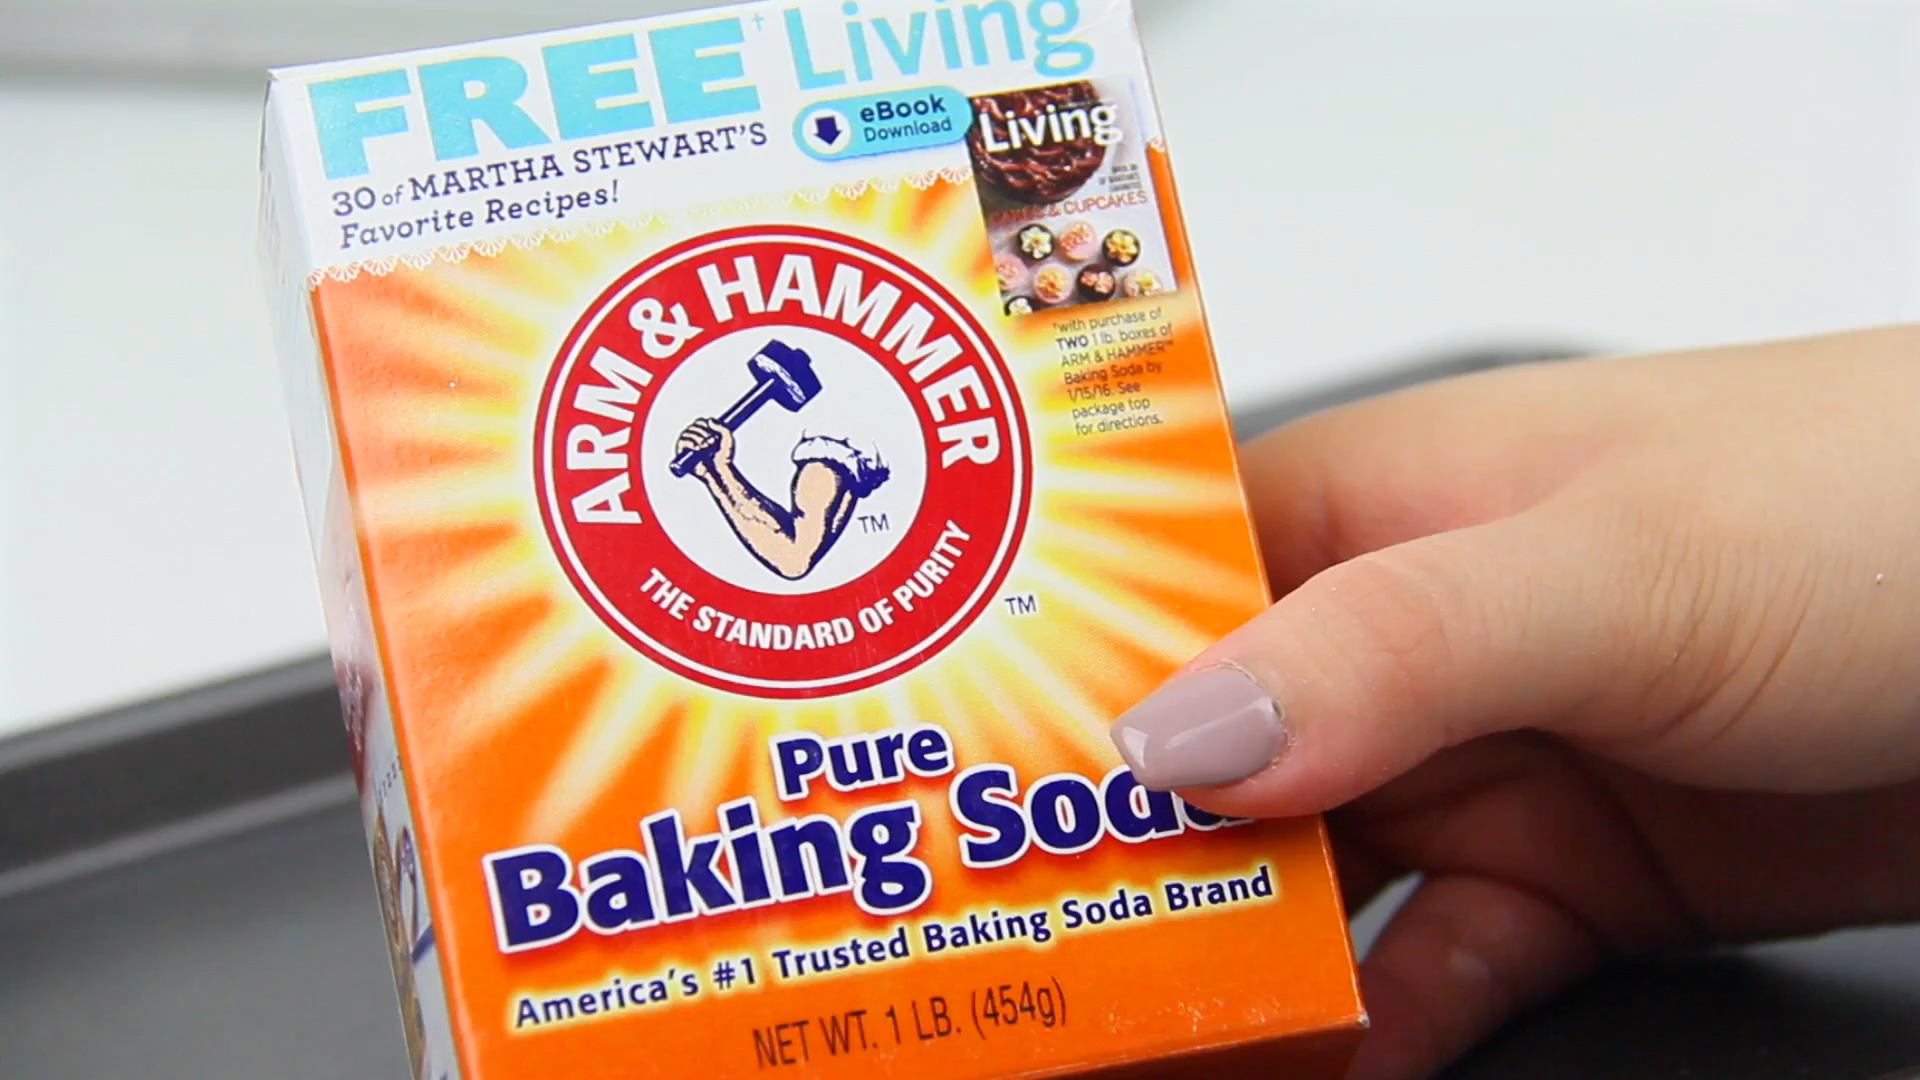 FREE† Living
30 of MARTHA STEWART'S
Favorite Recipes!
eBook
Download
Living
CAKES & CUPCAKES
†with purchase of
TWO 1 lb. boxes of
ARM & HAMMER™
Baking Soda by
1/15/16. See
package top
for directions.
ARM & HAMMER
TM
THE STANDARD OF PURITY
TM
Pure
Baking Soda
America's #1 Trusted Baking Soda Brand
NET WT. 1 LB. (454g)